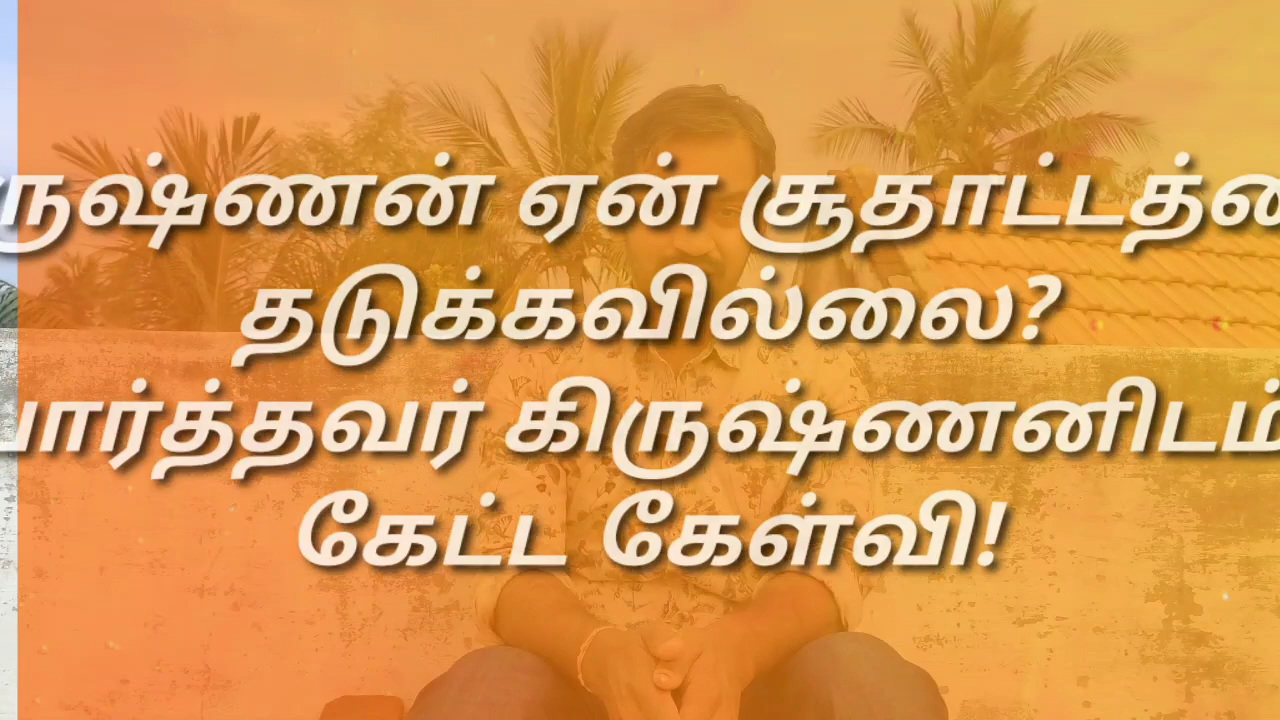 ருஷ்ணன் ஏன் சூதாட்டத்
தடுக்கவில்லை?
பார்த்தவர் கிருஷ்ணனிடம்
கேட்ட கேள்வி!